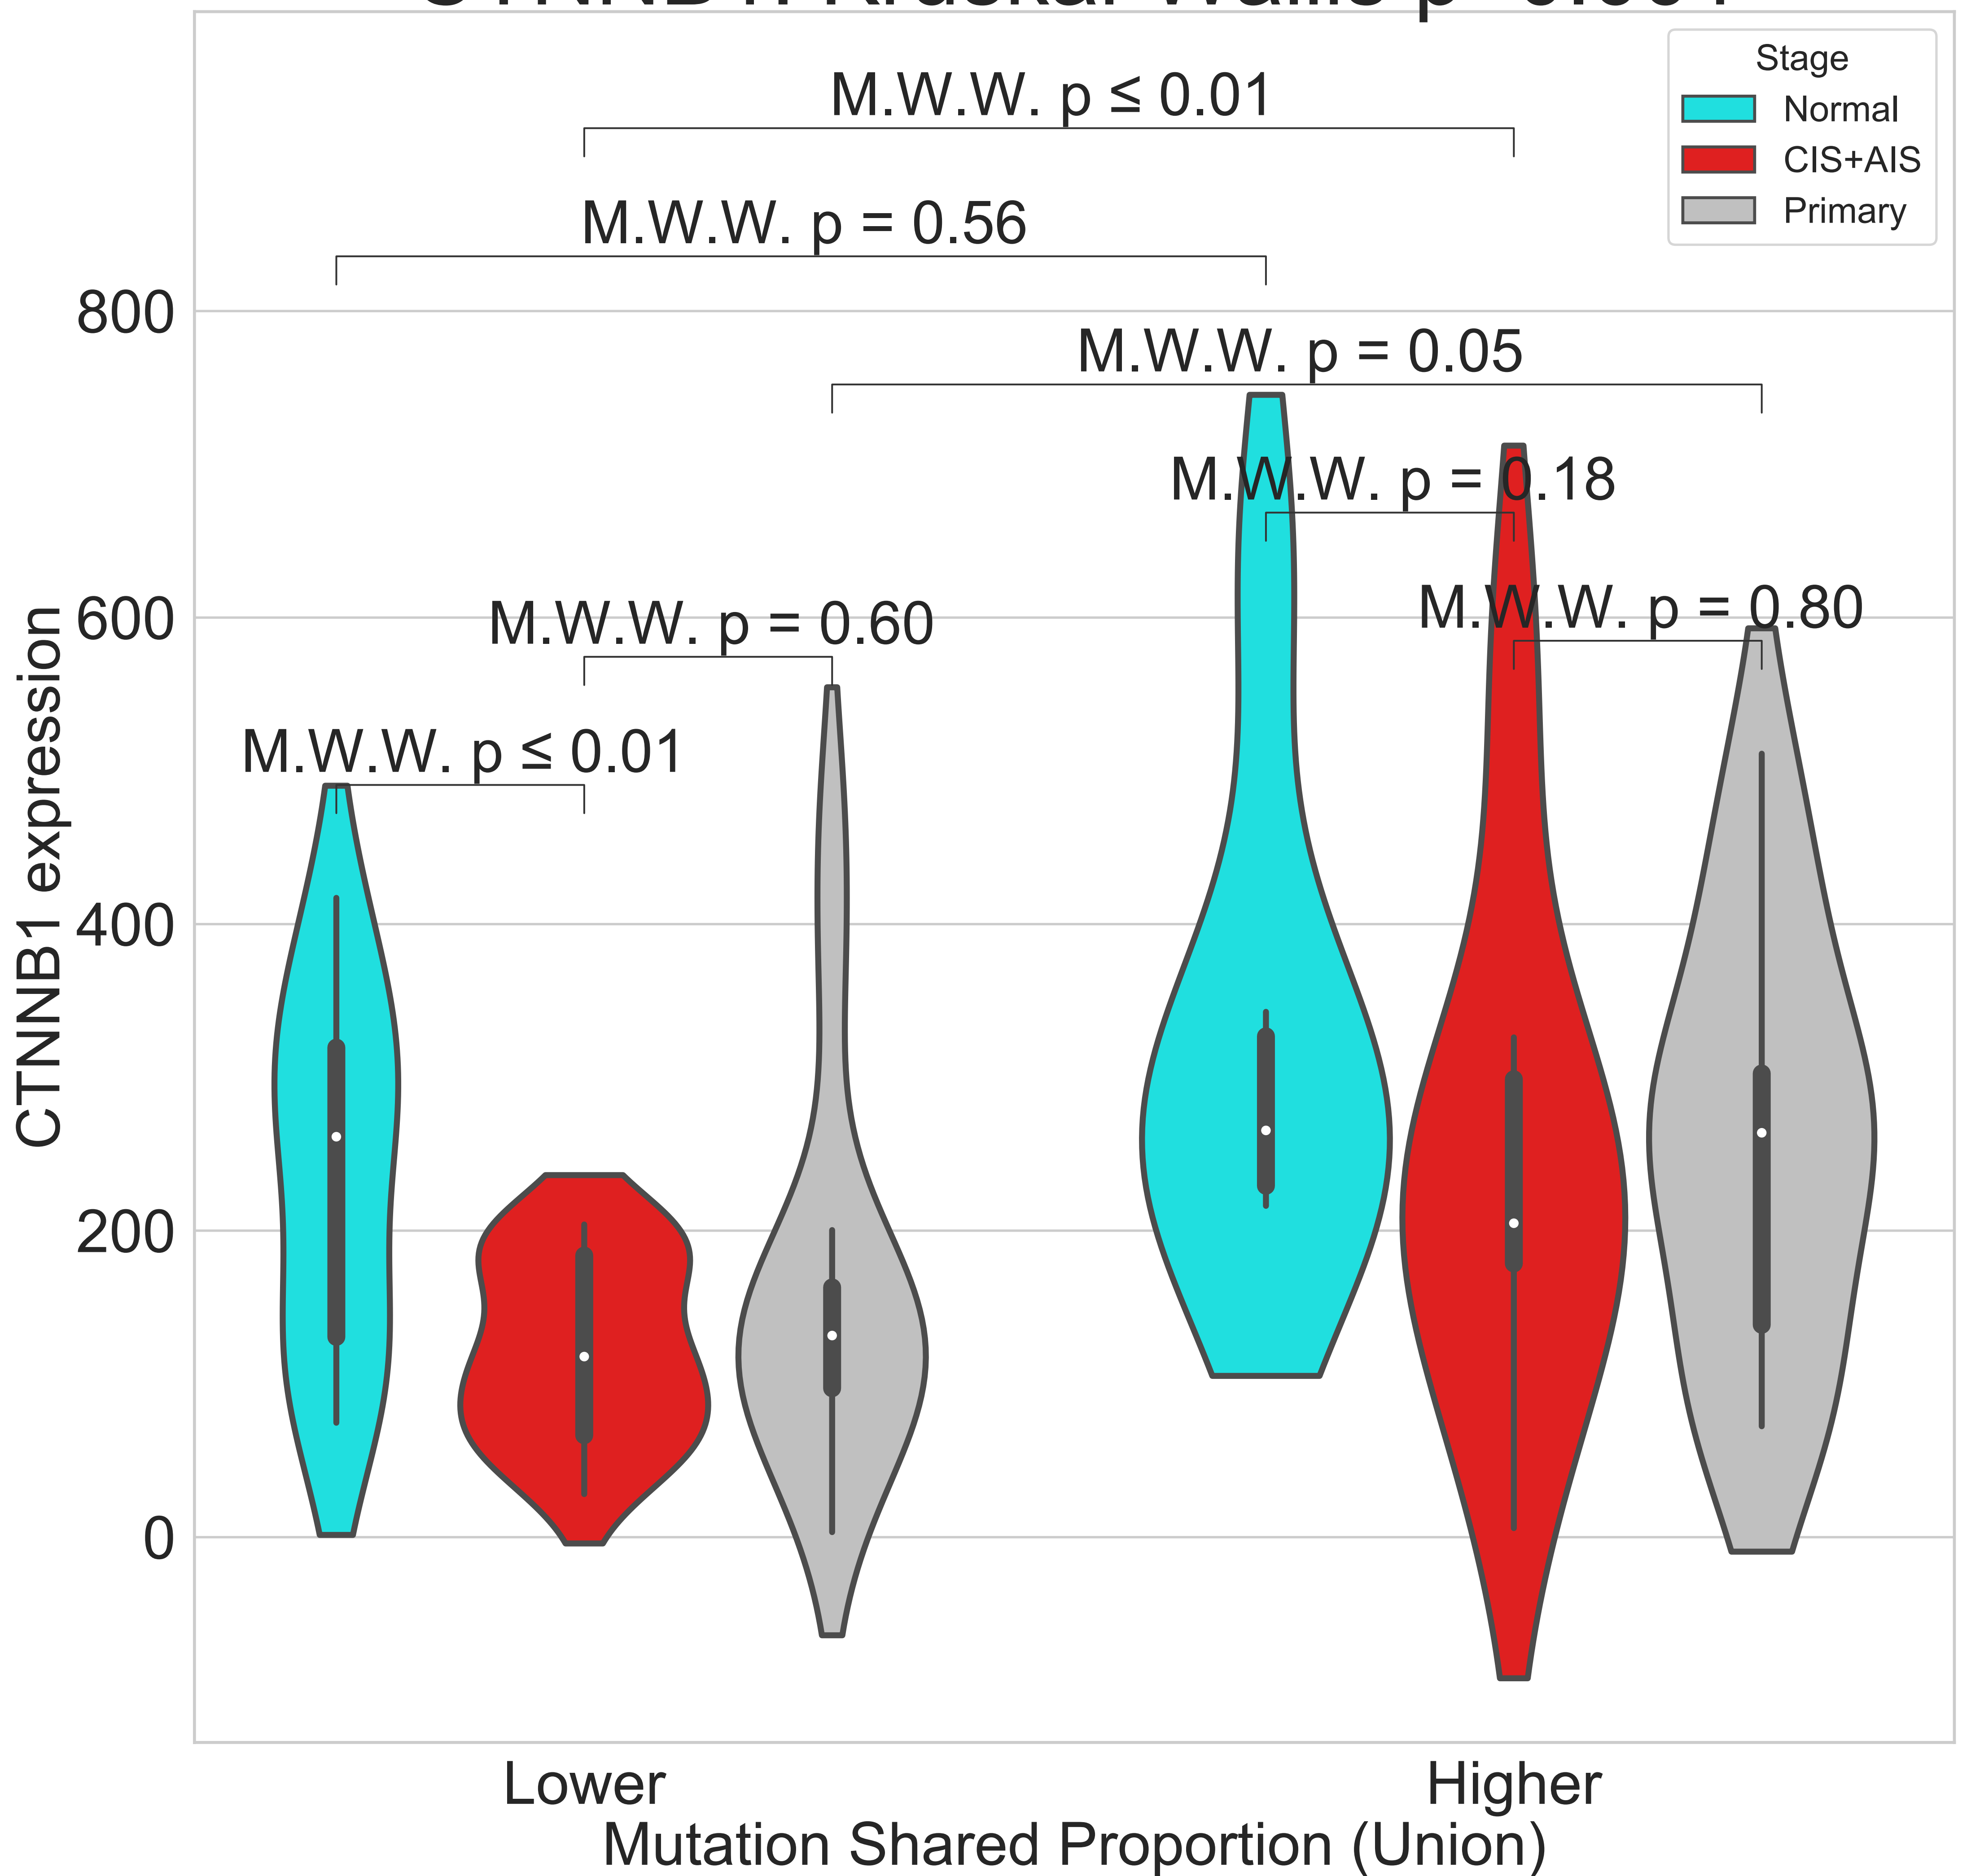 Stage
Normal
CIS+AIS
Primary
M.W.W. p ≤ 0.01
M.W.W. p = 0.56
M.W.W. p = 0.05
M.W.W. p = 0.18
M.W.W. p = 0.60
M.W.W. p = 0.80
M.W.W. p ≤ 0.01
800
600
400
200
0
CTNNB1 expression
Lower
Higher
Mutation Shared Proportion (Union)